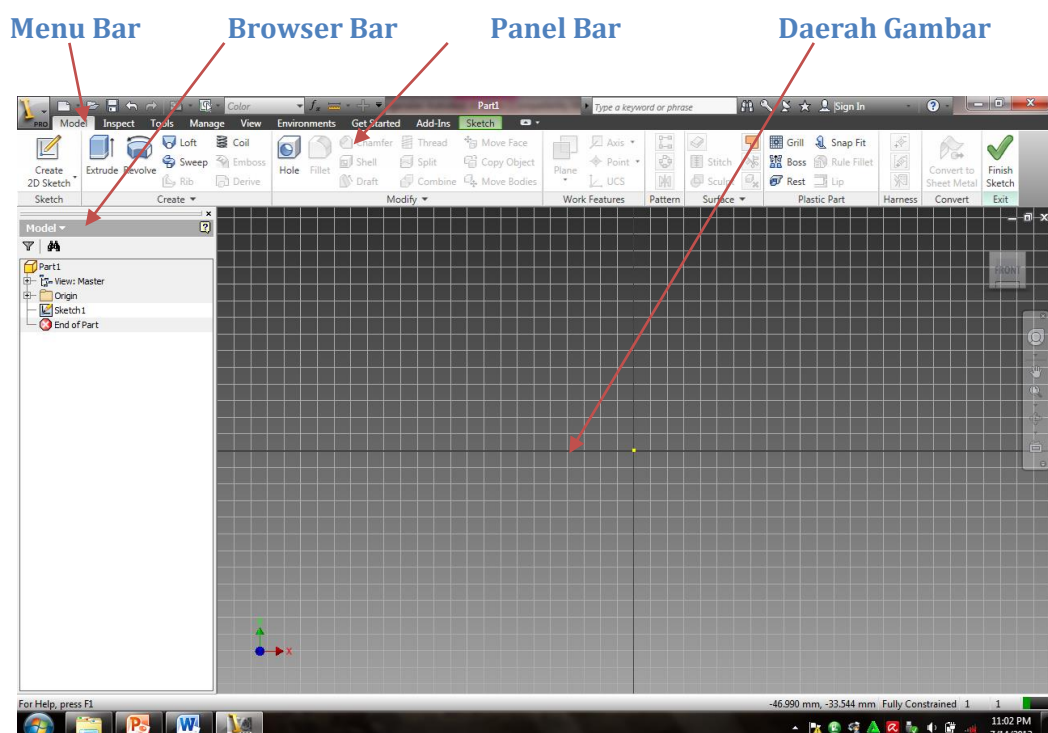 Menu Bar Browser Bar Panel Bar Daerah Gambar
Color Part1 Type a keyword or phrase Sign In
PRO Model Inspect Tools Manage View Environments Get Started Add-Ins Sketch
Create 2D Sketch
Extrude Revolve
Loft
Sweep
Rib
Coil
Emboss
Derive
Hole Fillet
Chamfer
Shell
Draft
Thread
Split
Combine
Move Face
Copy Object
Move Bodies
Plane
Axis
Point
UCS
Stitch
Sculpt
Grill
Boss
Rest
Snap Fit
Rule Fillet
Lip
Convert to Sheet Metal
Finish Sketch
Sketch Create Modify Work Features Pattern Surface Plastic Part Harness Convert Exit
Model
Part1
View: Master
Origin
Sketch1
End of Part
FRONT
X
For Help, press F1
-46.990 mm, -33.544 mm Fully Constrained 1 1
11:02 PM